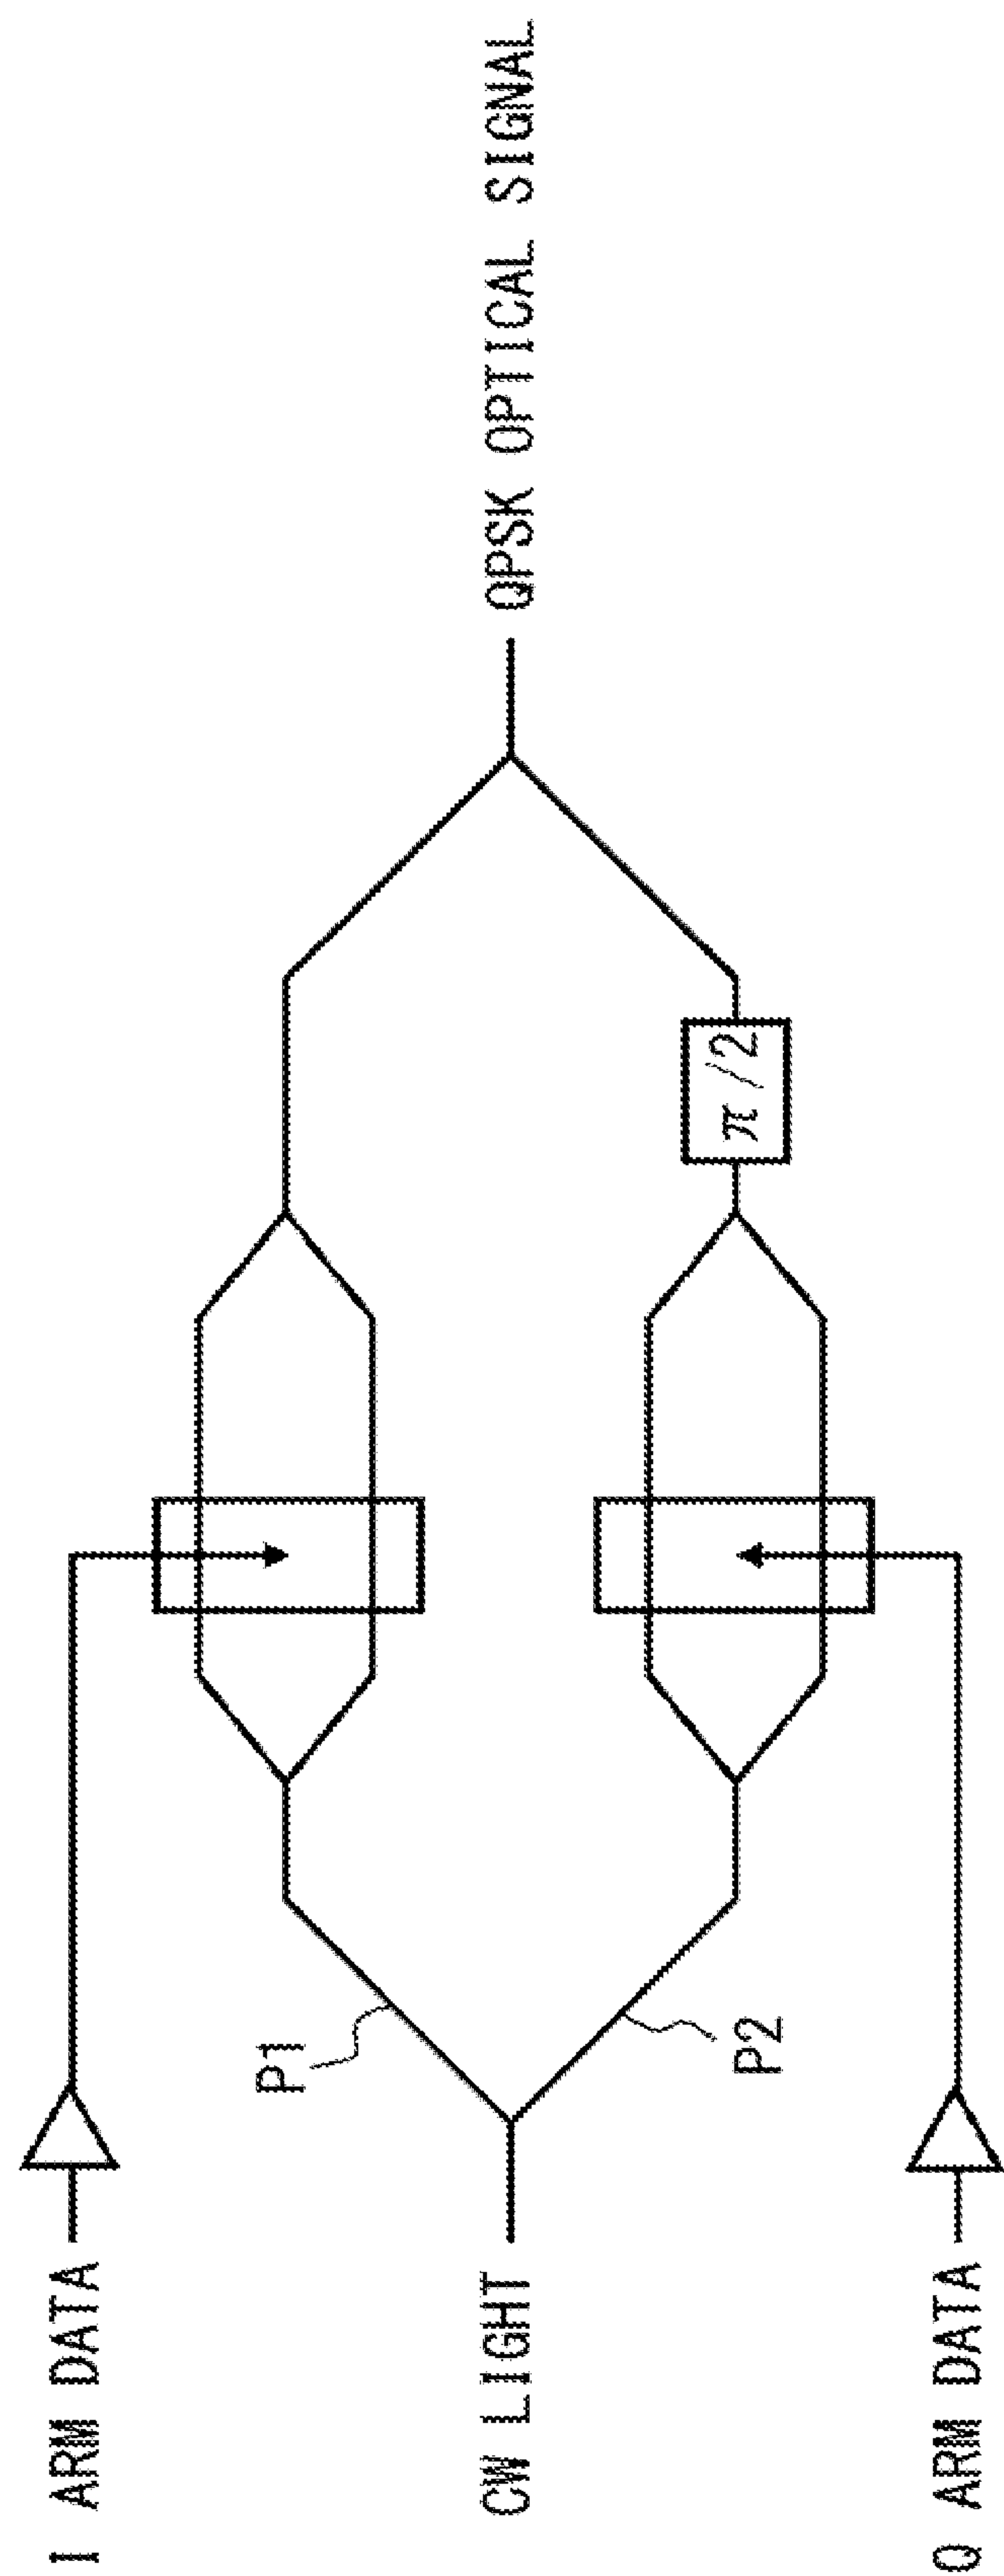 I ARM DATA
P1
CW LIGHT
QPSK OPTICAL SIGNAL
P2
π/2
Q ARM DATA